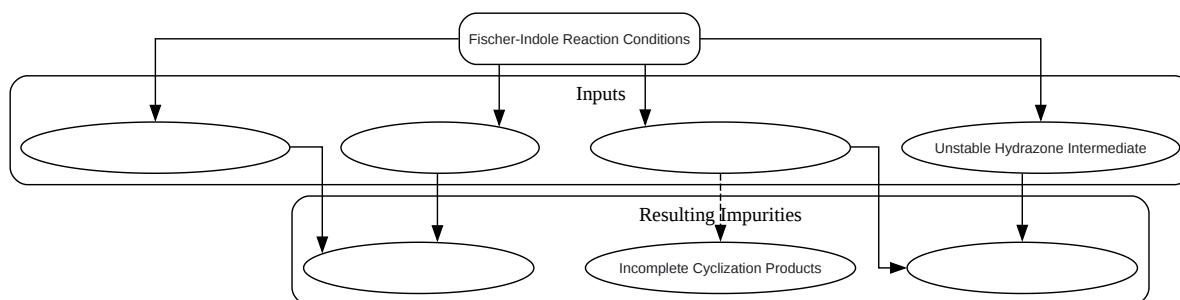 Fischer-Indole Reaction Conditions
Inputs
Unstable Hydrazone Intermediate
Resulting Impurities
Incomplete Cyclization Products